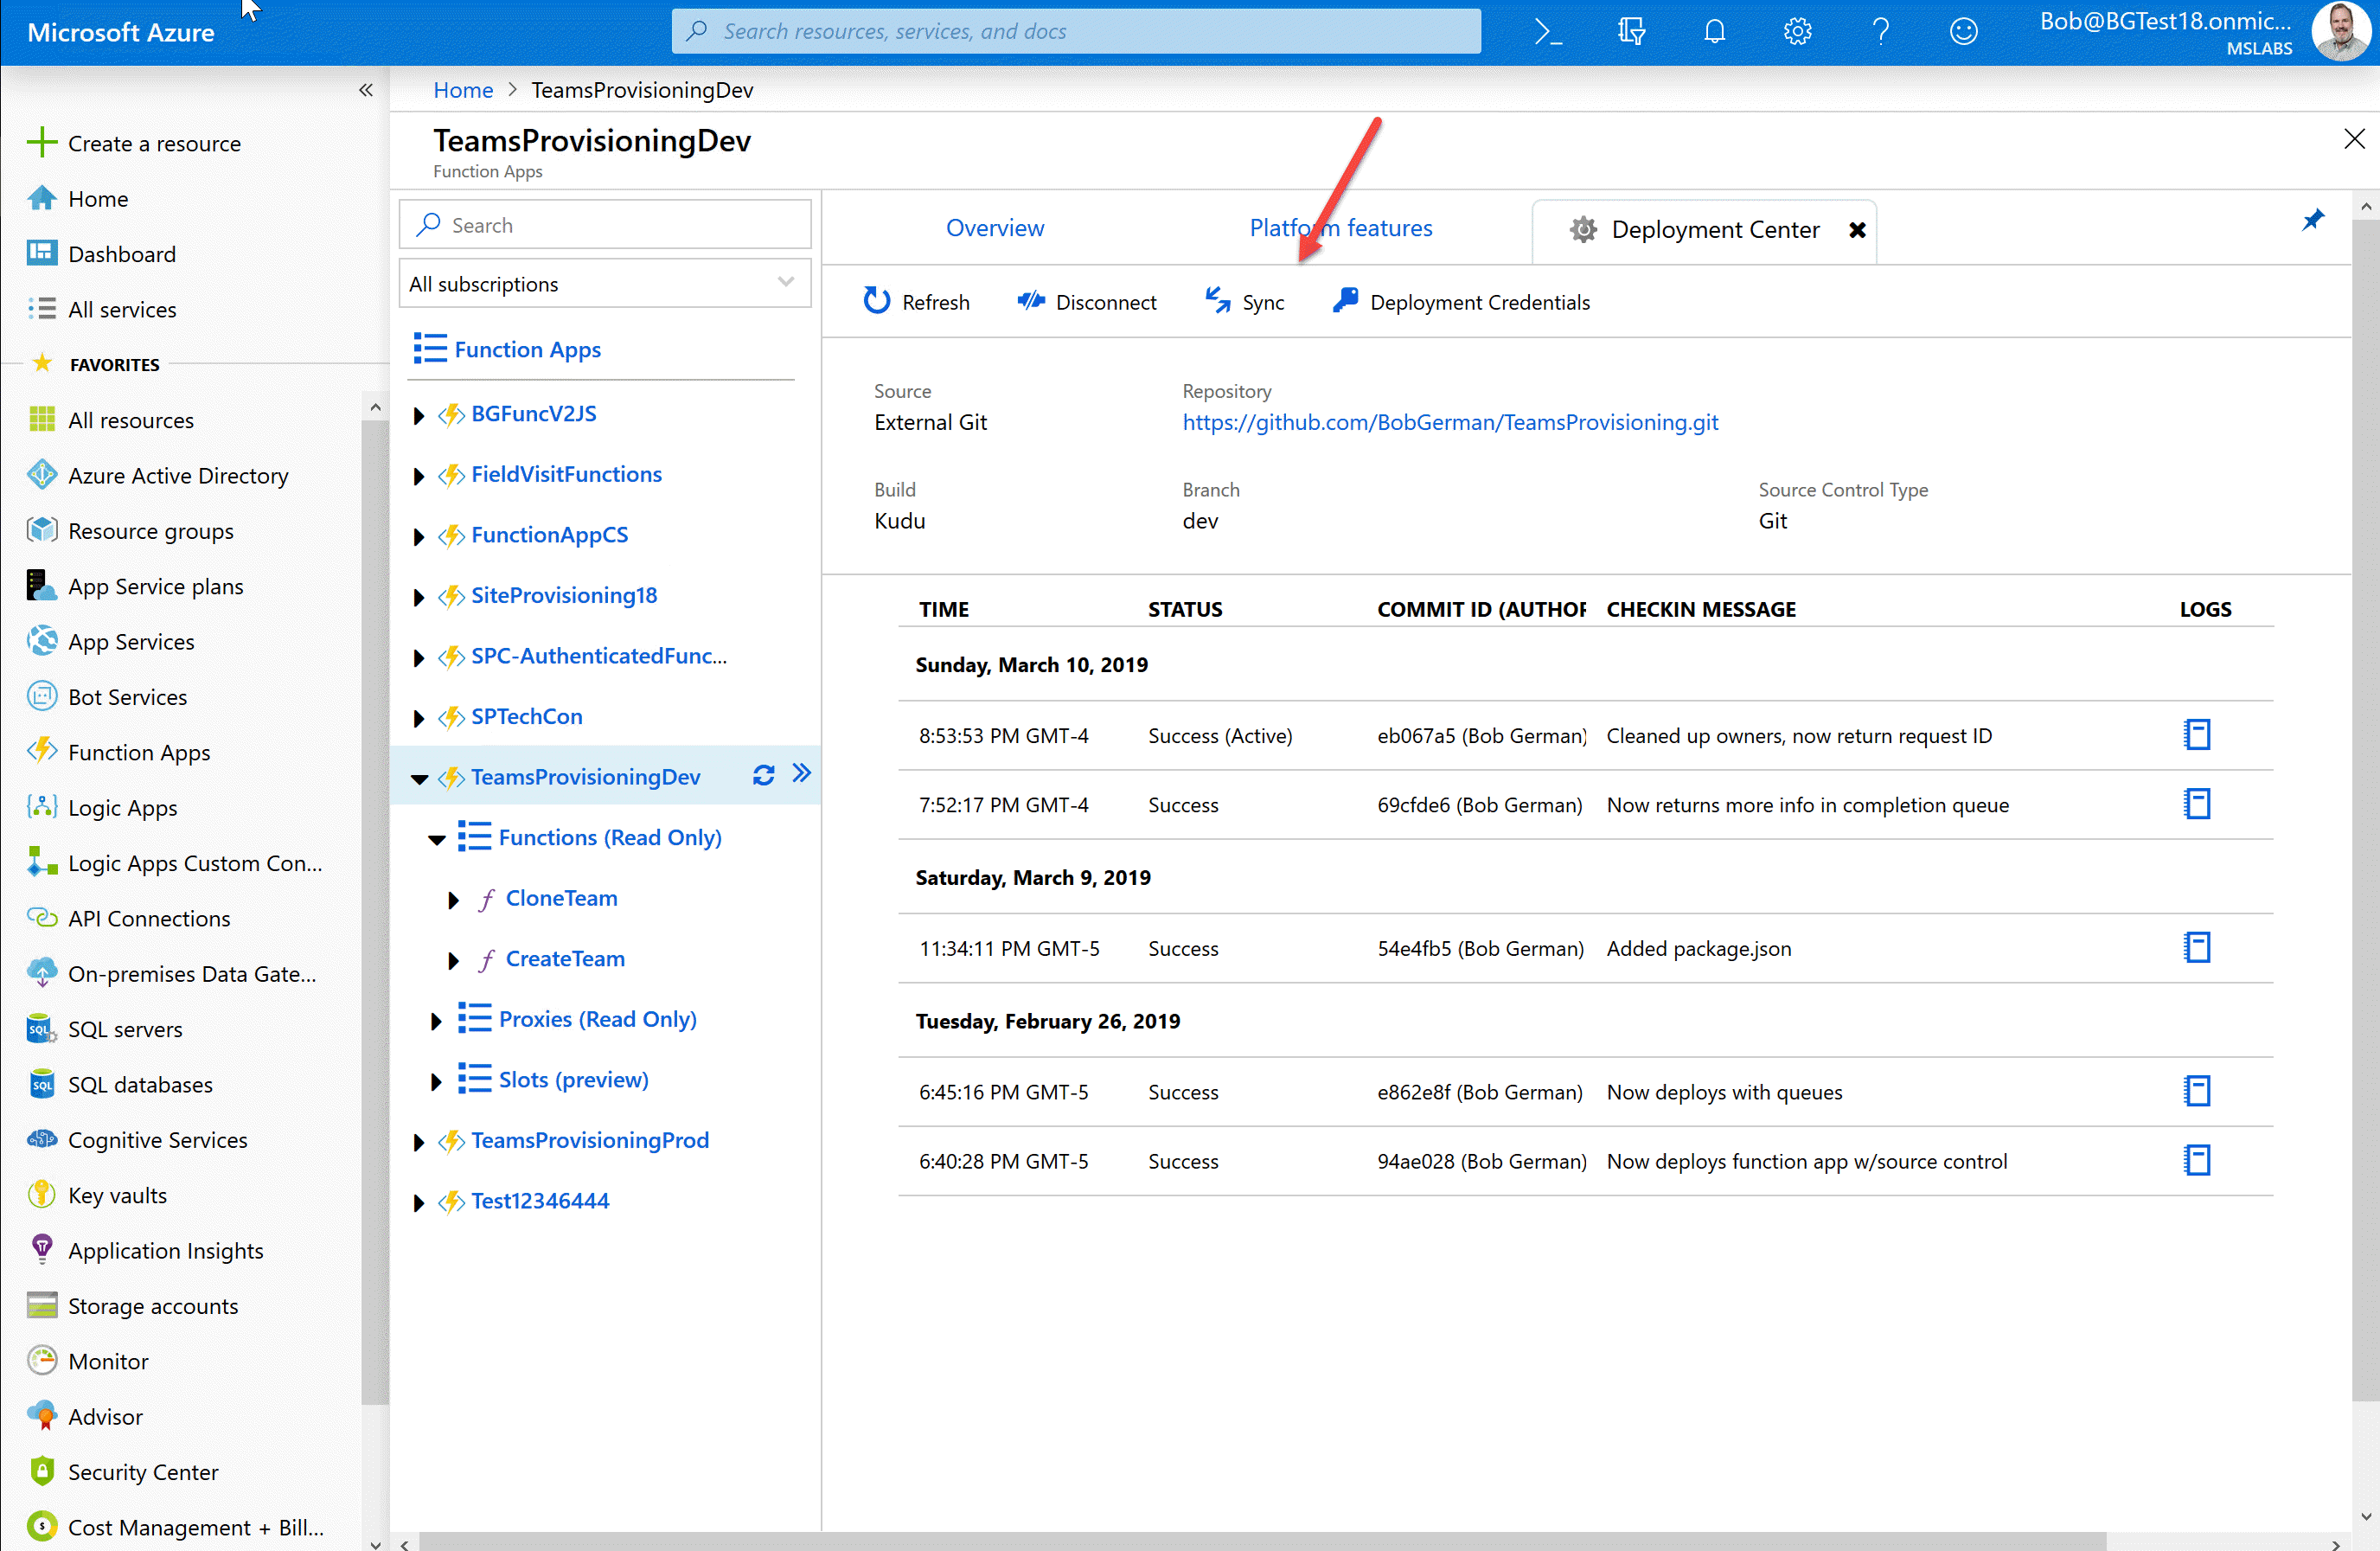 Microsoft Azure
Search resources, services, and docs
Bob@BGTest18.onmic...
MSLABS
Create a resource
Home
Dashboard
All services
FAVORITES
All resources
Azure Active Directory
Resource groups
App Service plans
App Services
Bot Services
Function Apps
Logic Apps
Logic Apps Custom Con...
API Connections
On-premises Data Gate...
SQL servers
SQL databases
Cognitive Services
Key vaults
Application Insights
Storage accounts
Monitor
Advisor
Security Center
Cost Management + Bill...
Home > TeamsProvisioningDev
TeamsProvisioningDev
Function Apps
Search
All subscriptions
Function Apps
BGFuncV2JS
FieldVisitFunctions
FunctionAppCS
SiteProvisioning18
SPC-AuthenticatedFunc...
SPTechCon
TeamsProvisioningDev
Functions (Read Only)
CloneTeam
CreateTeam
Proxies (Read Only)
Slots (preview)
TeamsProvisioningProd
Test12346444
Overview Platform features Deployment Center
Refresh Disconnect Sync Deployment Credentials
Source Repository
External Git https://github.com/BobGerman/TeamsProvisioning.git
Build Branch Source Control Type
Kudu dev Git
TIME STATUS COMMIT ID (AUTHOR CHECKIN MESSAGE LOGS
Sunday, March 10, 2019
8:53:53 PM GMT-4 Success (Active) eb067a5 (Bob German) Cleaned up owners, now return request ID
7:52:17 PM GMT-4 Success 69cfde6 (Bob German) Now returns more info in completion queue
Saturday, March 9, 2019
11:34:11 PM GMT-5 Success 54e4fb5 (Bob German) Added package.json
Tuesday, February 26, 2019
6:45:16 PM GMT-5 Success e862e8f (Bob German) Now deploys with queues
6:40:28 PM GMT-5 Success 94ae028 (Bob German) Now deploys function app w/source control